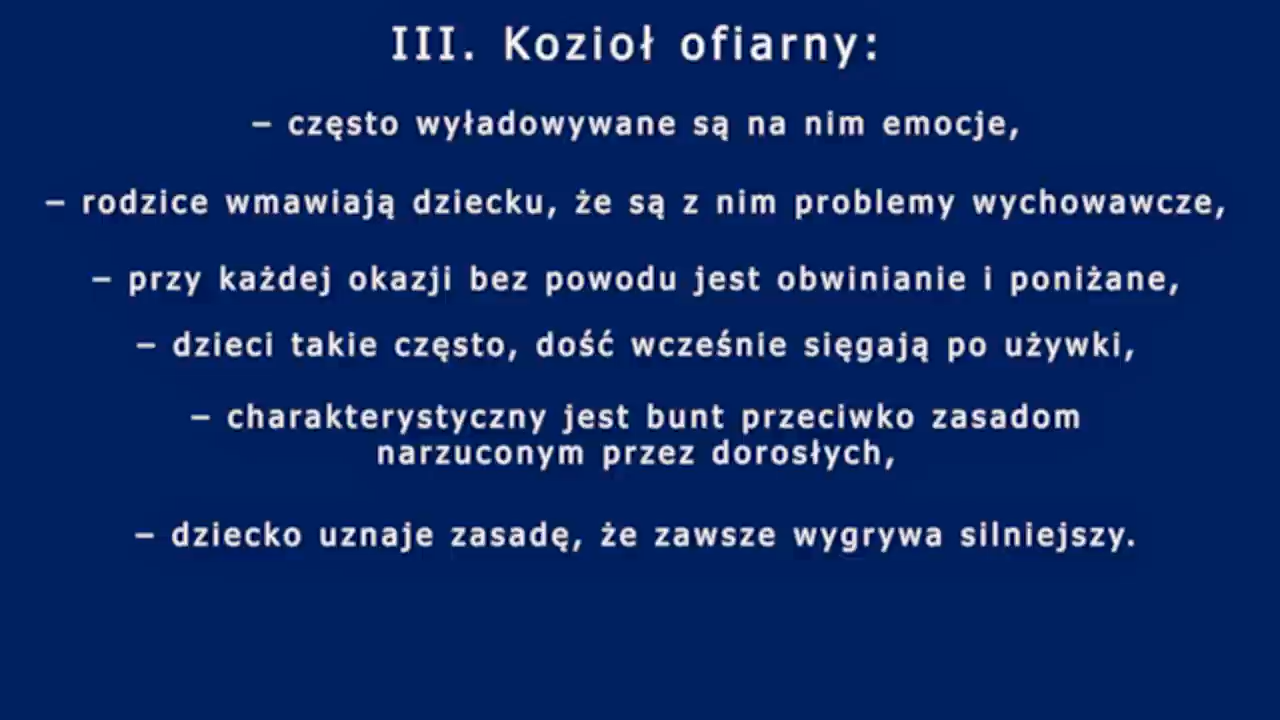 III. Kozioł ofiarny:
– często wyładowywane są na nim emocje,
– rodzice wmawiają dziecku, że są z nim problemy wychowawcze,
– przy każdej okazji bez powodu jest obwinianie i poniżane,
– dzieci takie często, dość wcześnie sięgają po używki,
– charakterystyczny jest bunt przeciwko zasadom
narzuconym przez dorosłych,
– dziecko uznaje zasadę, że zawsze wygrywa silniejszy.